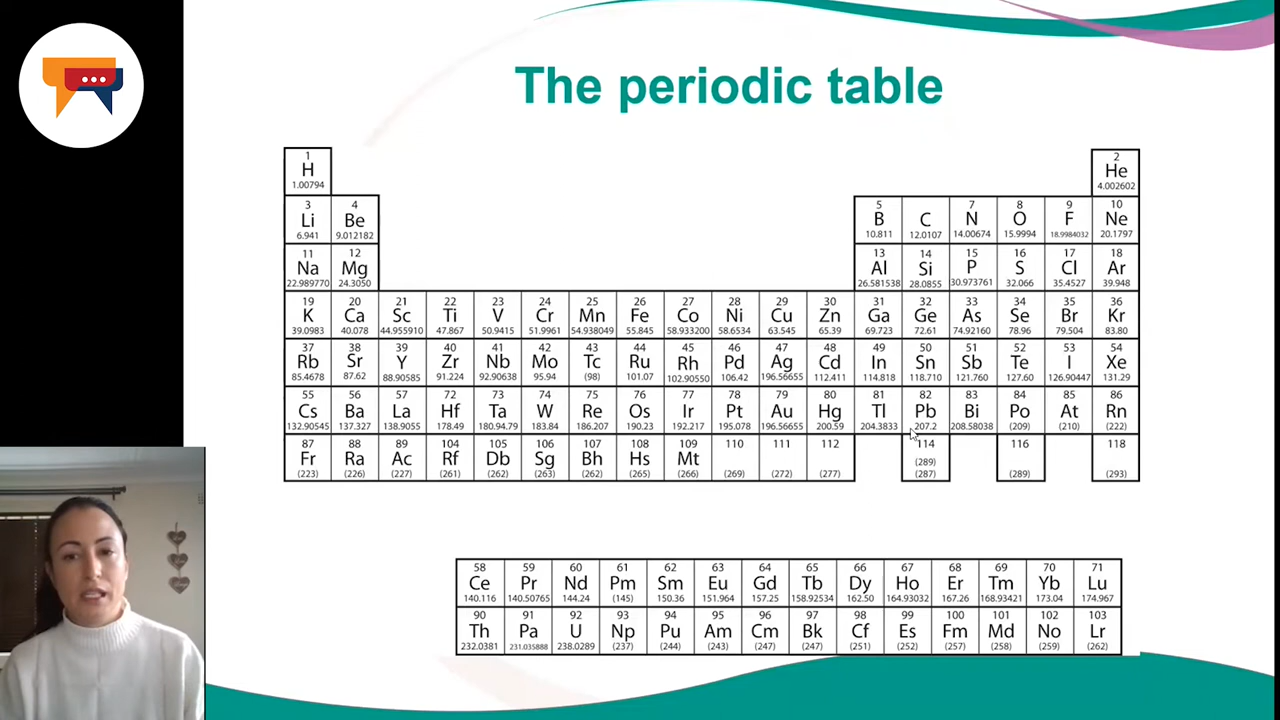 The periodic table
1 2
H He
1.00794 4.002602
3 4 5 7 8 9 10
Li Be B C N O F Ne
6.941 9.012182 10.811 12.0107 14.00674 15.9994 18.9984032 20.1797
11 12 13 14 15 16 17 18
Na Mg Al Si P S Cl Ar
22.989770 24.3050 26.581538 28.0855 30.973761 32.066 35.4527 39.948
19 20 21 22 23 24 25 26 27 28 29 30 31 32 33 34 35 36
K Ca Sc Ti V Cr Mn Fe Co Ni Cu Zn Ga Ge As Se Br Kr
39.0983 40.078 44.955910 47.867 50.9415 51.9961 54.938049 55.845 58.933200 58.6534 63.545 65.39 69.723 72.61 74.92160 78.96 79.504 83.80
37 38 39 40 41 42 43 44 45 46 47 48 49 50 51 52 53 54
Rb Sr Y Zr Nb Mo Tc Ru Rh Pd Ag Cd In Sn Sb Te I Xe
85.4678 87.62 88.90585 91.224 92.90638 95.94 (98) 101.07 102.90550 106.42 196.56655 112.411 114.818 118.710 121.760 127.60 126.90447 131.29
55 56 57 72 73 74 75 76 77 78 79 80 81 82 83 84 85 86
Cs Ba La Hf Ta W Re Os Ir Pt Au Hg Tl Pb Bi Po At Rn
132.90545 137.327 138.9055 178.49 180.94.79 183.84 186.207 190.23 192.217 195.078 196.56655 200.59 204.3833 207.2 208.58038 (209) (210) (222)
87 88 89 104 105 106 107 108 109 110 111 112 114 116 118
Fr Ra Ac Rf Db Sg Bh Hs Mt (289)
(223) (226) (227) (261) (262) (263) (262) (265) (266) (269) (272) (277) (287) (289) (293)
58 59 60 61 62 63 64 65 66 67 68 69 70 71
Ce Pr Nd Pm Sm Eu Gd Tb Dy Ho Er Tm Yb Lu
140.116 140.50765 144.24 (145) 150.36 151.964 157.25 158.92534 162.50 164.93032 167.26 168.93421 173.04 174.967
90 91 92 93 94 95 96 97 98 99 100 101 102 103
Th Pa U Np Pu Am Cm Bk Cf Es Fm Md No Lr
232.0381 231.035888 238.0289 (237) (244) (243) (247) (247) (251) (252) (257) (258) (259) (262)